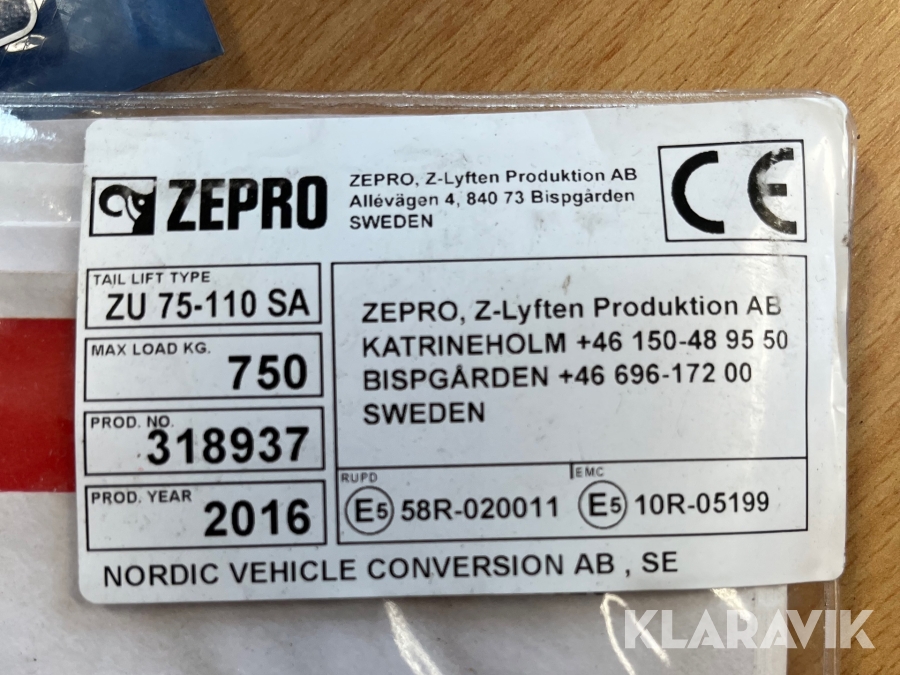 ZEPRO
ZEPRO, Z-Lyften Produktion AB
Allévägen 4, 840 73 Bispgården
SWEDEN
CE
TAIL LIFT TYPE
ZU 75-110 SA
MAX LOAD KG.
750
PROD. NO.
318937
PROD. YEAR
2016
ZEPRO, Z-Lyften Produktion AB
KATRINEHOLM +46 150-48 95 50
BISPGÅRDEN +46 696-172 00
SWEDEN
RUPD
E5 58R-020011
EMC
E5 10R-05199
NORDIC VEHICLE CONVERSION AB , SE
KLARAVIK